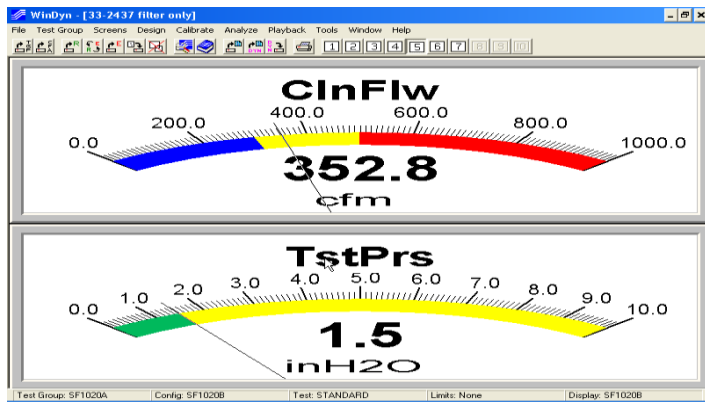 WinDyn - [33-2437 filter only]
File Test Group Screens Design Calibrate Analyze Playback Tools Window Help
1 2 3 4 5 6 7 8 9 10
ClnFlw
0.0 200.0 400.0 600.0 800.0 1000.0
352.8
cfm
TstPrs
0.0 1.0 2.0 3.0 4.0 5.0 6.0 7.0 8.0 9.0 10.0
1.5
inH2O
Test Group: SF1020A Config: SF1020B Test: STANDARD Limits: None Display: SF1020B